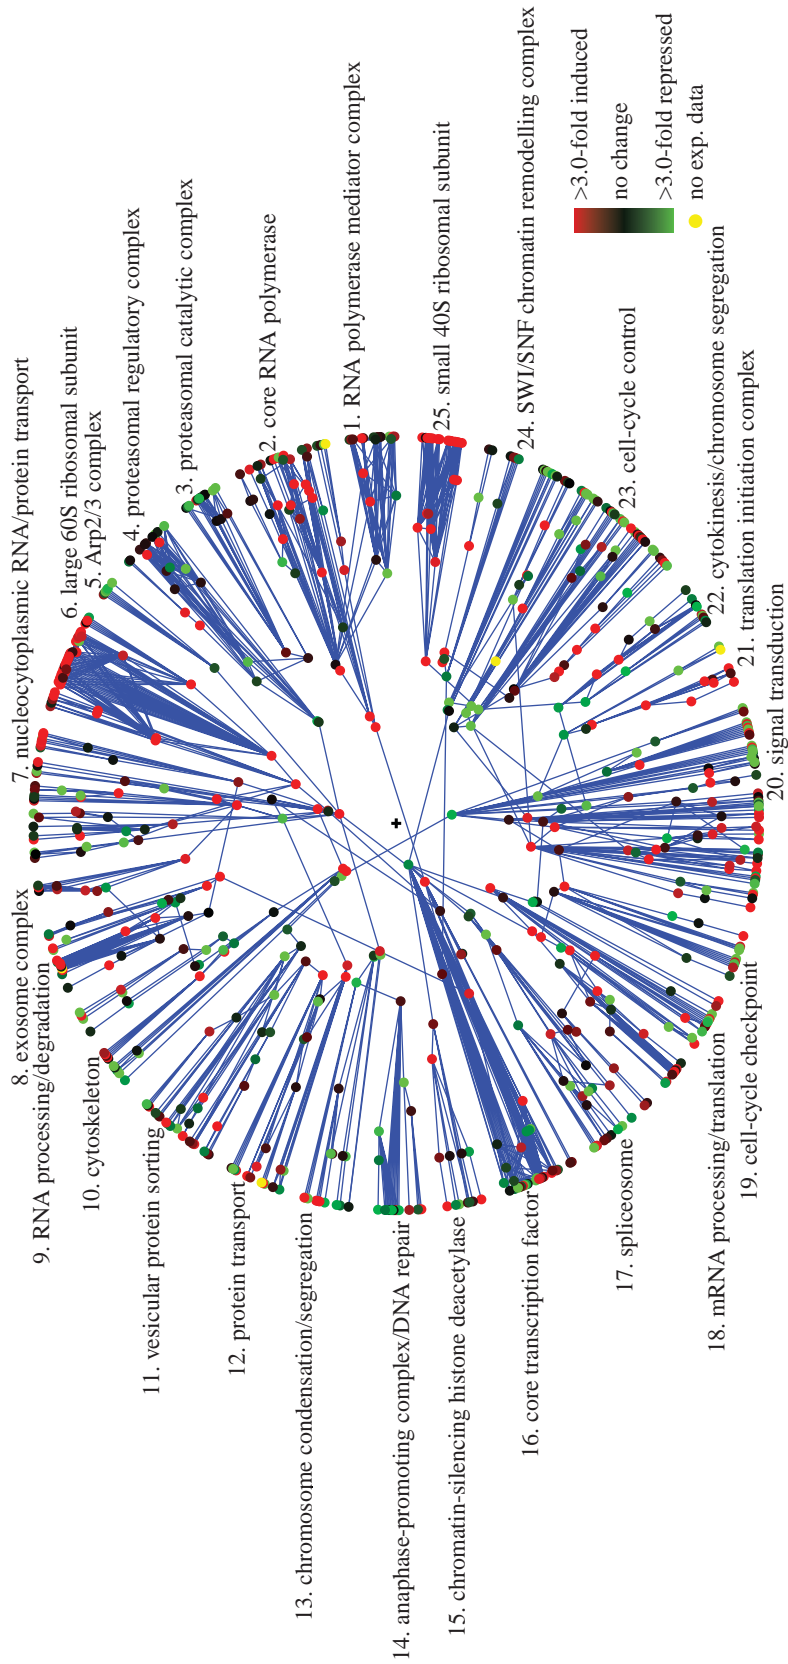 1. RNA polymerase mediator complex
2. core RNA polymerase
3. proteasomal catalytic complex
4. proteasomal regulatory complex
5. Arp2/3 complex
6. large 60S ribosomal subunit
7. nucleocytoplasmic RNA/protein transport
8. exosome complex
9. RNA processing/degradation
10. cytoskeleton
11. vesicular protein sorting
12. protein transport
13. chromosome condensation/segregation
14. anaphase-promoting complex/DNA repair
15. chromatin-silencing histone deacetylase
16. core transcription factor
17. spliceosome
18. mRNA processing/translation
19. cell-cycle checkpoint
20. signal transduction
21. translation initiation complex
22. cytokinesis/chromosome segregation
23. cell-cycle control
24. SWI/SNF chromatin remodelling complex
25. small 40S ribosomal subunit
>3.0-fold induced
no change
>3.0-fold repressed
no exp. data